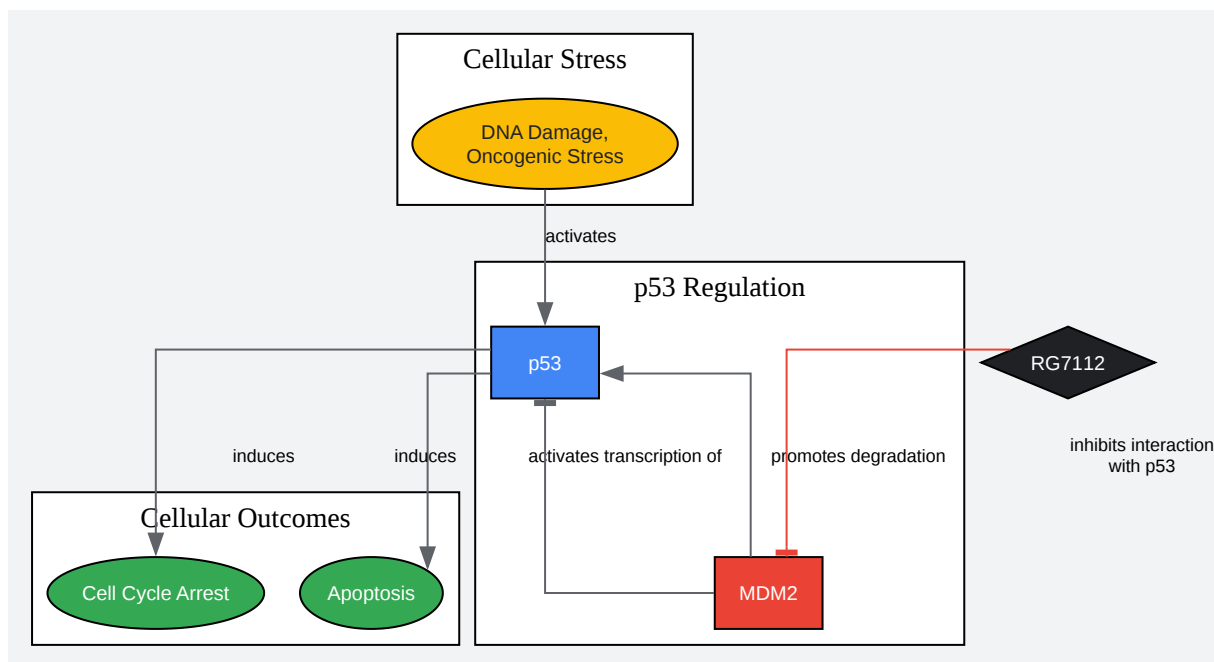 Cellular Stress
DNA Damage,
Oncogenic Stress
activates
p53 Regulation
p53
RG7112
induces
induces
activates transcription of
promotes degradation
inhibits interaction
with p53
Cellular Outcomes
Cell Cycle Arrest
Apoptosis
MDM2